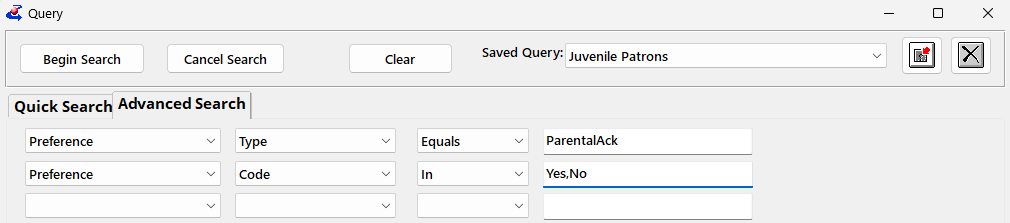 Query
Begin Search Cancel Search Clear Saved Query: Juvenile Patrons
Quick Search Advanced Search
Preference Type Equals ParentalAck
Preference Code In Yes,No